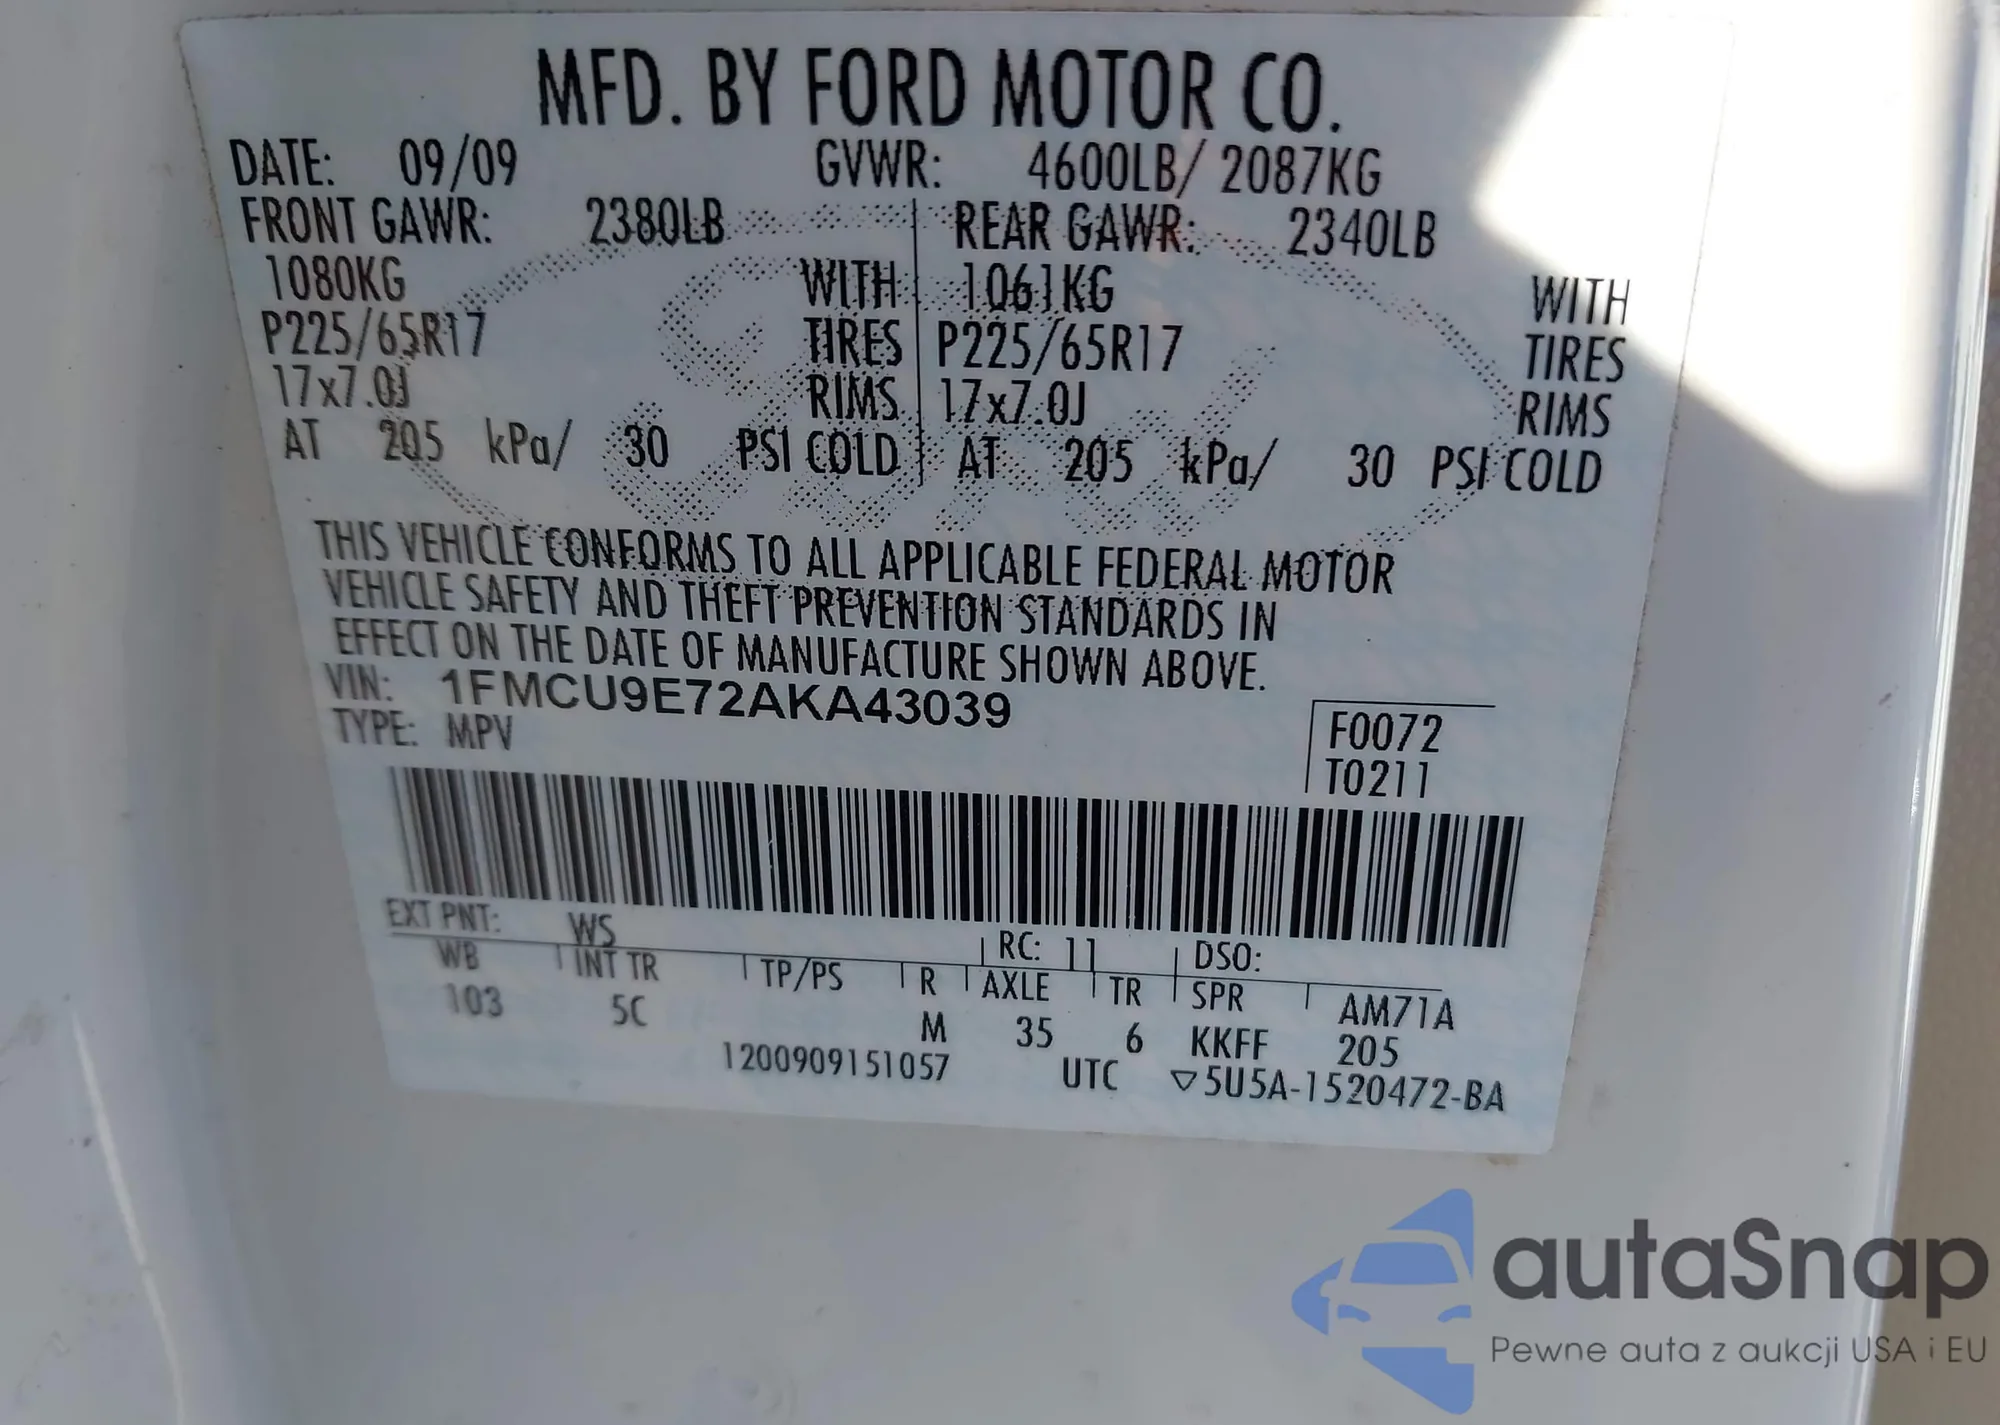 MFD. BY FORD MOTOR CO.
DATE: 09/09 GVWR: 4600LB/ 2087KG
FRONT GAWR: 2380LB REAR GAWR: 2340LB
1080KG WITH 1061KG WITH
P225/65R17 TIRES P225/65R17 TIRES
17x7.0J RIMS 17x7.0J RIMS
AT 205 kPa/ 30 PSI COLD AT 205 kPa/ 30 PSI COLD
THIS VEHICLE CONFORMS TO ALL APPLICABLE FEDERAL MOTOR
VEHICLE SAFETY AND THEFT PREVENTION STANDARDS IN
EFFECT ON THE DATE OF MANUFACTURE SHOWN ABOVE.
VIN: 1FMCU9E72AKA43039
TYPE: MPV
F0072
T0211
EXT PNT: WS RC: 11 DSO:
WB INT TR TP/PS R AXLE TR SPR AM71A
103 5C M 35 6 KKFF 205
1200909151057 UTC ▽5U5A-1520472-BA
autaSnap
Pewne auta z aukcji USA i EU